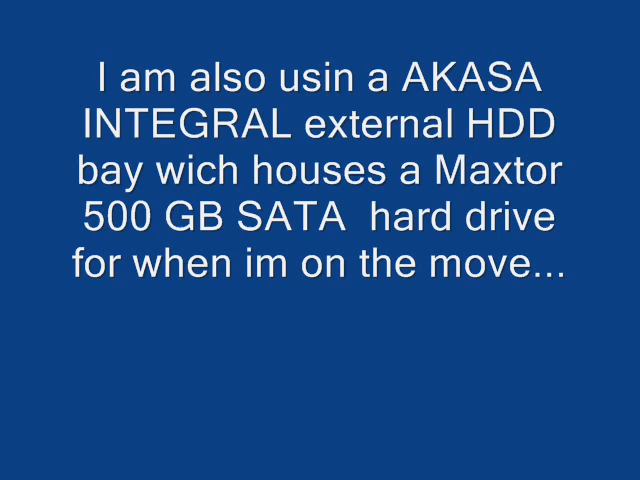 I am also usin a AKASA
INTEGRAL external HDD
bay wich houses a Maxtor
500 GB SATA  hard drive
for when im on the move...